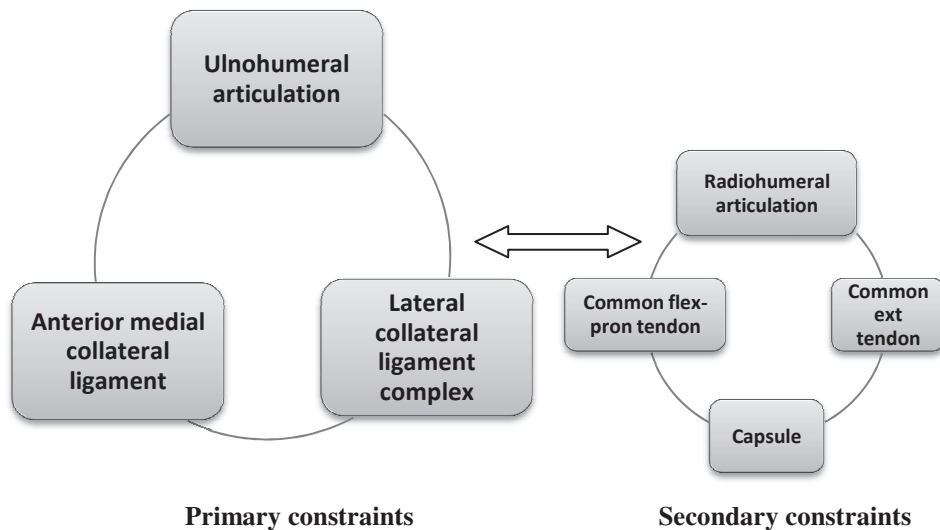 Ulnohumeral
articulation
Anterior medial
collateral
ligament
Lateral
collateral
ligament
complex
Primary constraints
Radiohumeral
articulation
Common flex-
pron tendon
Common
ext
tendon
Capsule
Secondary constraints